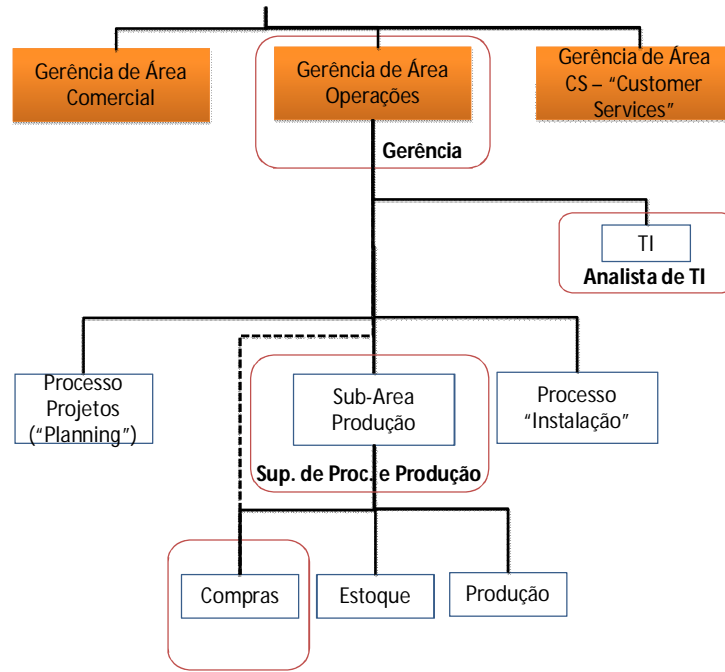 Gerência de Área
Comercial
Gerência de Área
Operações
Gerência de Área
CS – “Customer
Services”
Gerência
TI
Analista de TI
Processo
Projetos
(“Planning”)
Sub-Area
Produção
Processo
“Instalação”
Sup. de Proc. e Produção
Compras
Estoque
Produção